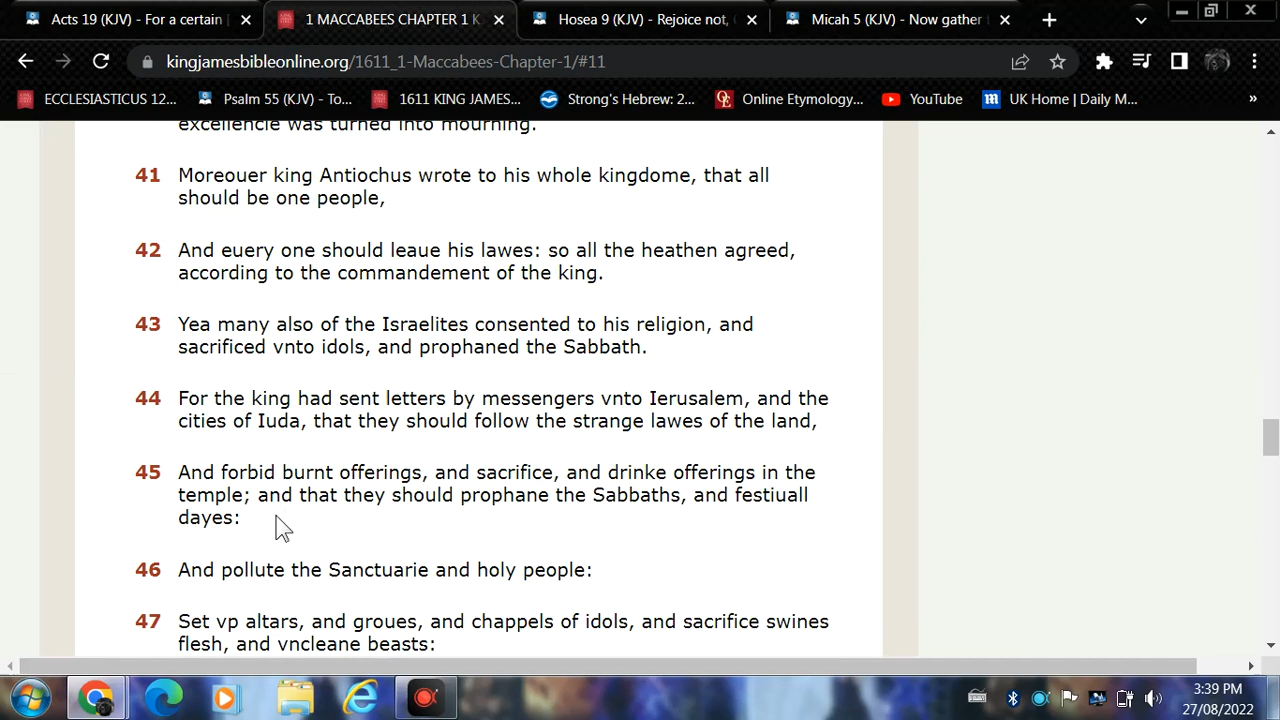 Acts 19 (KJV) - For a certain
1 MACCABEES CHAPTER 1 K
Hosea 9 (KJV) - Rejoice not,
Micah 5 (KJV) - Now gather
kingjamesbibleonline.org/1611_1-Maccabees-Chapter-1/#11
ECCLESIASTICUS 12...
Psalm 55 (KJV) - To...
1611 KING JAMES...
Strong's Hebrew: 2...
Online Etymology...
YouTube
UK Home | Daily M...
»
excellencie was turned into mourning.
41 Moreouer king Antiochus wrote to his whole kingdome, that all
should be one people,
42 And euery one should leaue his lawes: so all the heathen agreed,
according to the commandement of the king.
43 Yea many also of the Israelites consented to his religion, and
sacrificed vnto idols, and prophaned the Sabbath.
44 For the king had sent letters by messengers vnto Ierusalem, and the
cities of Iuda, that they should follow the strange lawes of the land,
45 And forbid burnt offerings, and sacrifice, and drinke offerings in the
temple; and that they should prophane the Sabbaths, and festiuall
dayes:
46 And pollute the Sanctuarie and holy people:
47 Set vp altars, and groues, and chappels of idols, and sacrifice swines
flesh, and vncleane beasts:
3:39 PM
27/08/2022